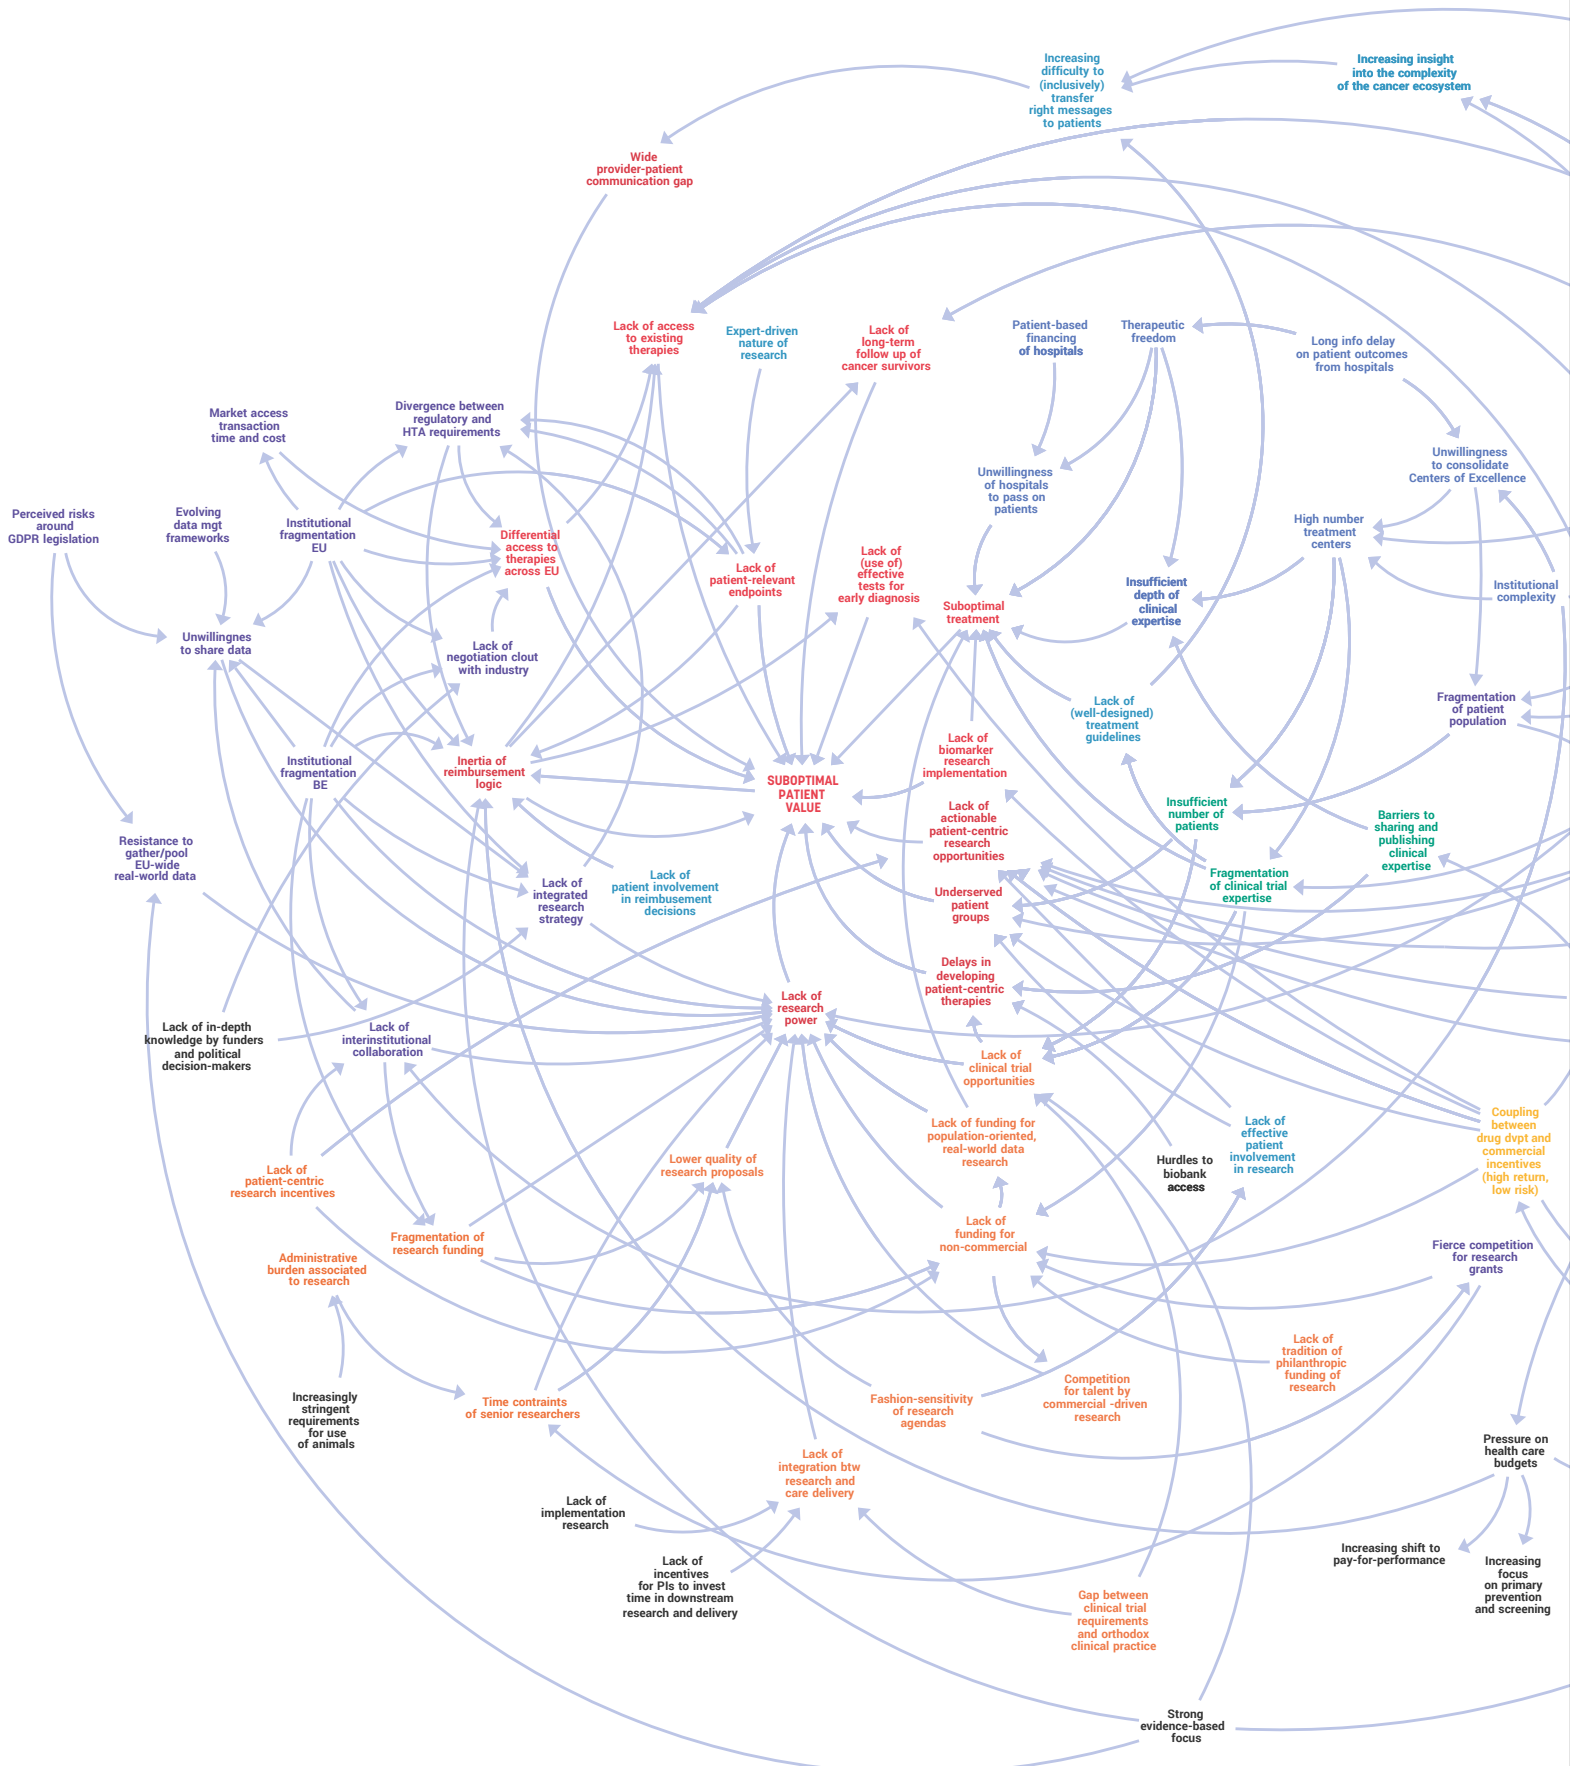 Increasing
difficulty to
(inclusively)
transfer
right messages
to patients
Increasing insight
into the complexity
of the cancer ecosystem
Wide
provider-patient
communication gap
Lack of access
to existing
therapies
Expert-driven
nature of
research
Lack of
long-term
follow up of
cancer survivors
Patient-based
financing
of hospitals
Therapeutic
freedom
Long info delay
on patient outcomes
from hospitals
Market access
transaction
time and cost
Divergence between
regulatory and
HTA requirements
Unwillingness
of hospitals
to pass on
patients
Unwillingness
to consolidate
Centers of Excellence
Perceived risks
around
GDPR legislation
Evolving
data mgt
frameworks
Institutional
fragmentation
EU
Differential
access to
therapies
across EU
Lack of
patient-relevant
endpoints
Lack of
(use of)
effective
tests for
early diagnosis
Suboptimal
treatment
Insufficient
depth of
clinical
expertise
High number
treatment
centers
Institutional
complexity
Unwillingnes
to share data
Lack of
negotiation clout
with industry
Lack of
(well-designed)
treatment
guidelines
Fragmentation
of patient
population
Institutional
fragmentation
BE
Inertia of
reimbursement
logic
SUBOPTIMAL
PATIENT
VALUE
Lack of
biomarker
research
implementation
Lack of
actionable
patient-centric
research
opportunities
Insufficient
number of
patients
Barriers to
sharing and
publishing
clinical
expertise
Resistance to
gather/pool
EU-wide
real-world data
Lack of
integrated
research
strategy
Lack of
patient involvement
in reimbusement
decisions
Underserved
patient
groups
Fragmentation
of clinical trial
expertise
Delays in
developing
patient-centric
therapies
Lack of
research
power
Lack of in-depth
knowledge by funders
and political
decision-makers
Lack of
interinstitutional
collaboration
Lack of
clinical trial
opportunities
Lack of funding for
population-oriented,
real-world data
research
Lack of
effective
patient
involvement
in research
Coupling
between
drug dvpt and
commercial
incentives
(high return,
low risk)
Hurdles to
biobank
access
Lack of
patient-centric
research incentives
Lower quality of
research proposals
Fragmentation of
research funding
Lack of
funding for
non-commercial
Fierce competition
for research
grants
Administrative
burden associated
to research
Lack of
tradition of
philanthropic
funding of
research
Increasingly
stringent
requirements
for use
of animals
Time contraints
of senior researchers
Fashion-sensitivity
of research
agendas
Competition
for talent by
commercial -driven
research
Lack of
integration btw
research and
care delivery
Pressure on
health care
budgets
Lack of
implementation
research
Lack of
incentives
for PIs to invest
time in downstream
research and delivery
Increasing shift to
pay-for-performance
Increasing
focus
on primary
prevention
and screening
Gap between
clinical trial
requirements
and orthodox
clinical practice
Strong
evidence-based
focus